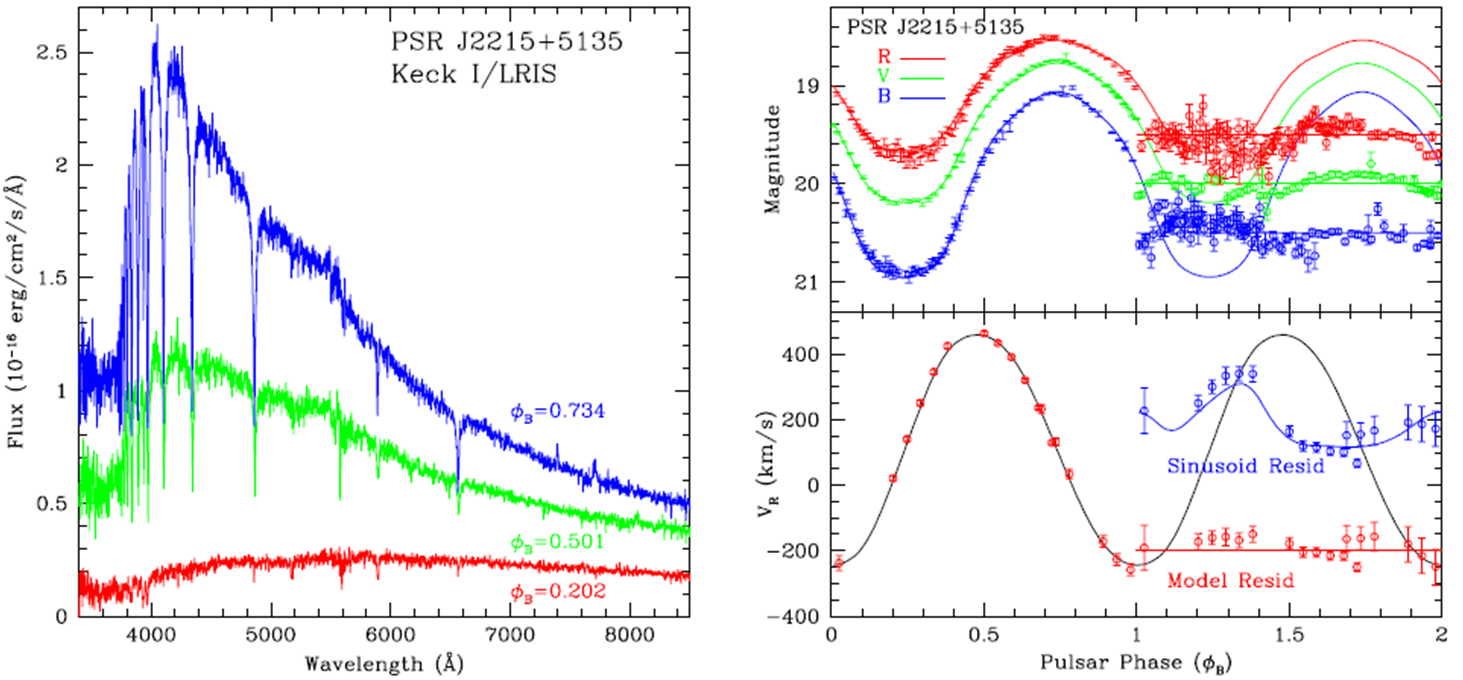 PSR J2215+5135
Keck I/LRIS
2.5
2
1.5
1
0.5
0
Flux (10⁻¹⁶ erg/cm²/s/Å)
ϕB=0.734
ϕB=0.501
ϕB=0.202
4000 5000 6000 7000 8000
Wavelength (Å)
PSR J2215+5135
R
V
B
19
20
21
Magnitude
400
200
0
−200
−400
V_R (km/s)
Sinusoid Resid
Model Resid
0 0.5 1 1.5 2
Pulsar Phase (ϕB)